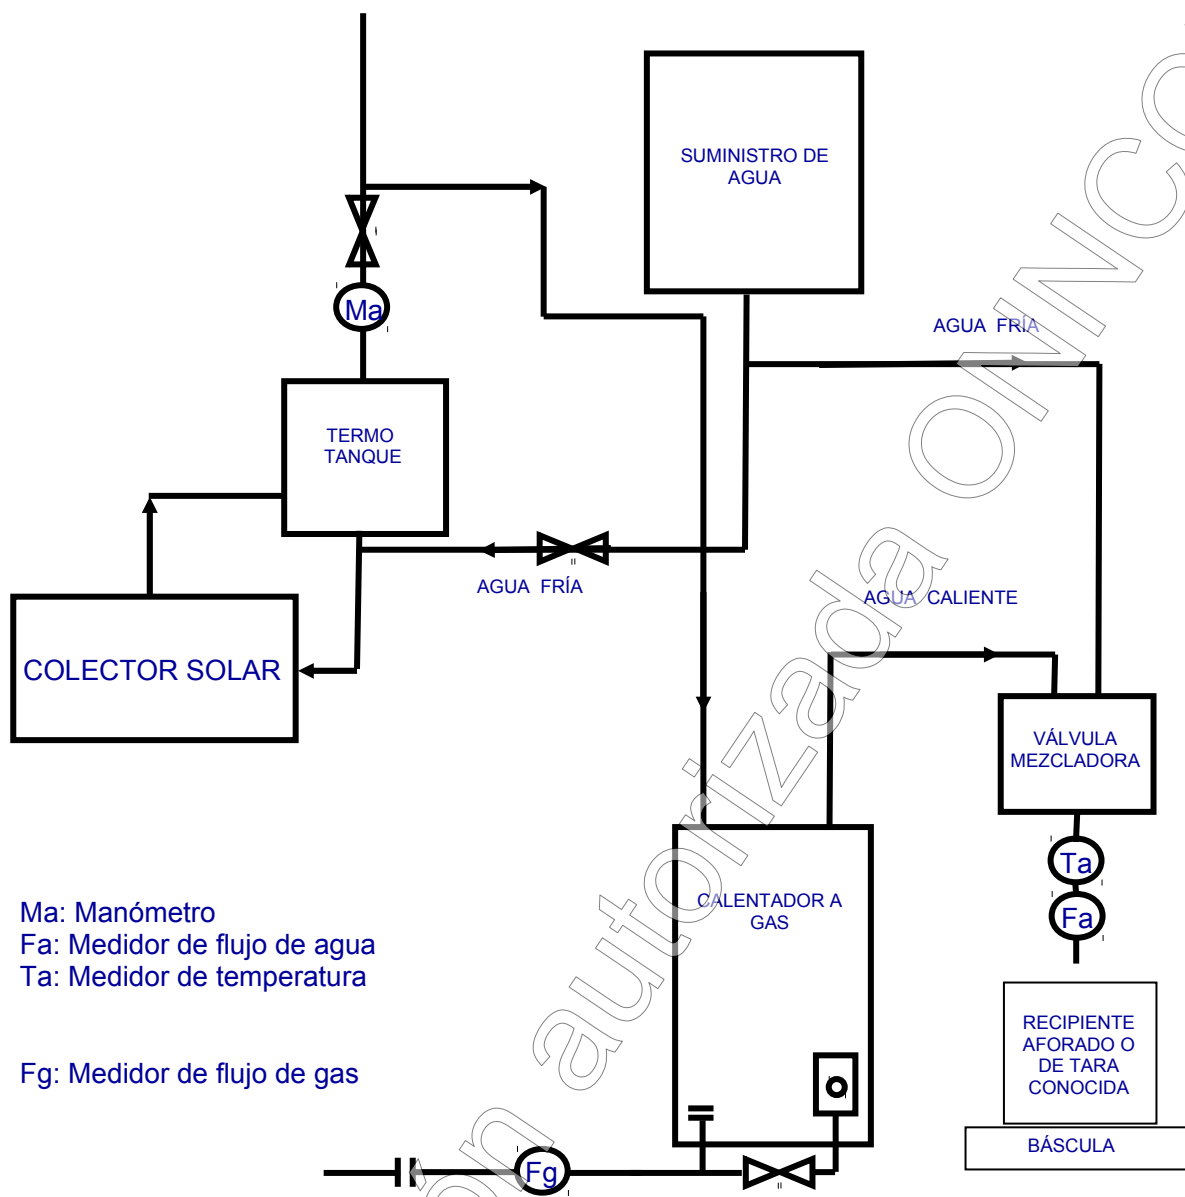 SUMINISTRO DE
AGUA
Ma
AGUA FRÍA
TERMO
TANQUE
AGUA FRÍA
AGUA CALIENTE
COLECTOR SOLAR
VÁLVULA
MEZCLADORA
Ta
CALENTADOR A
GAS
Fa
Ma: Manómetro
Fa: Medidor de flujo de agua
Ta: Medidor de temperatura
RECIPIENTE
AFORADO O
DE TARA
CONOCIDA
Fg: Medidor de flujo de gas
BÁSCULA
Fg
autorizada